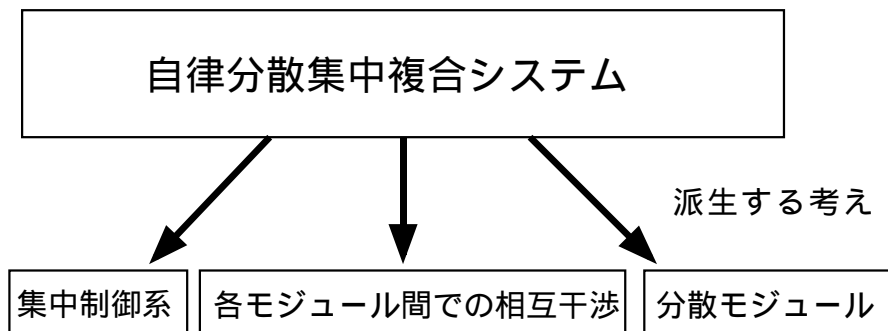 自律分散集中複合システム
派生する考え
集中制御系
各モジュール間での相互干渉
分散モジュール